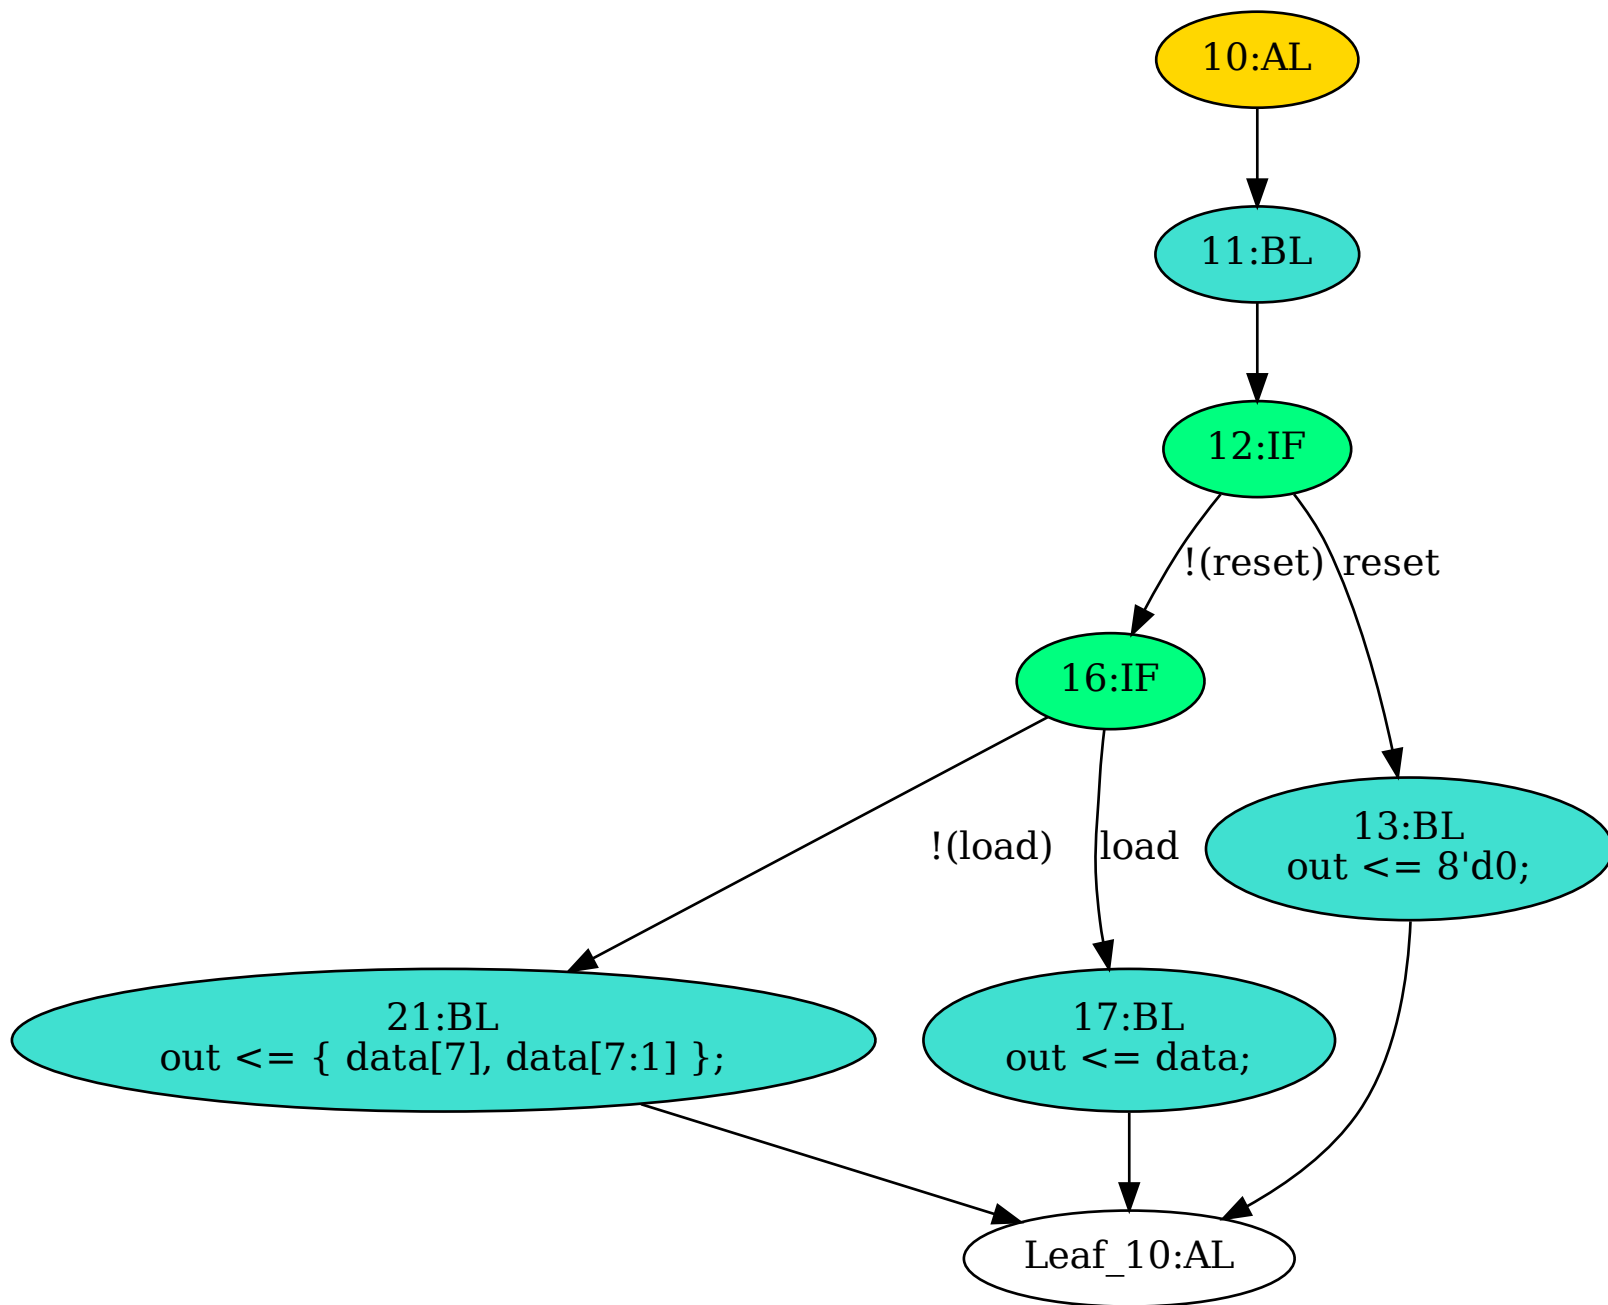 10:AL
11:BL
12:IF
!(reset)
reset
16:IF
!(load)
load
13:BL
out <= 8'd0;
21:BL
out <= { data[7], data[7:1] };
17:BL
out <= data;
Leaf_10:AL